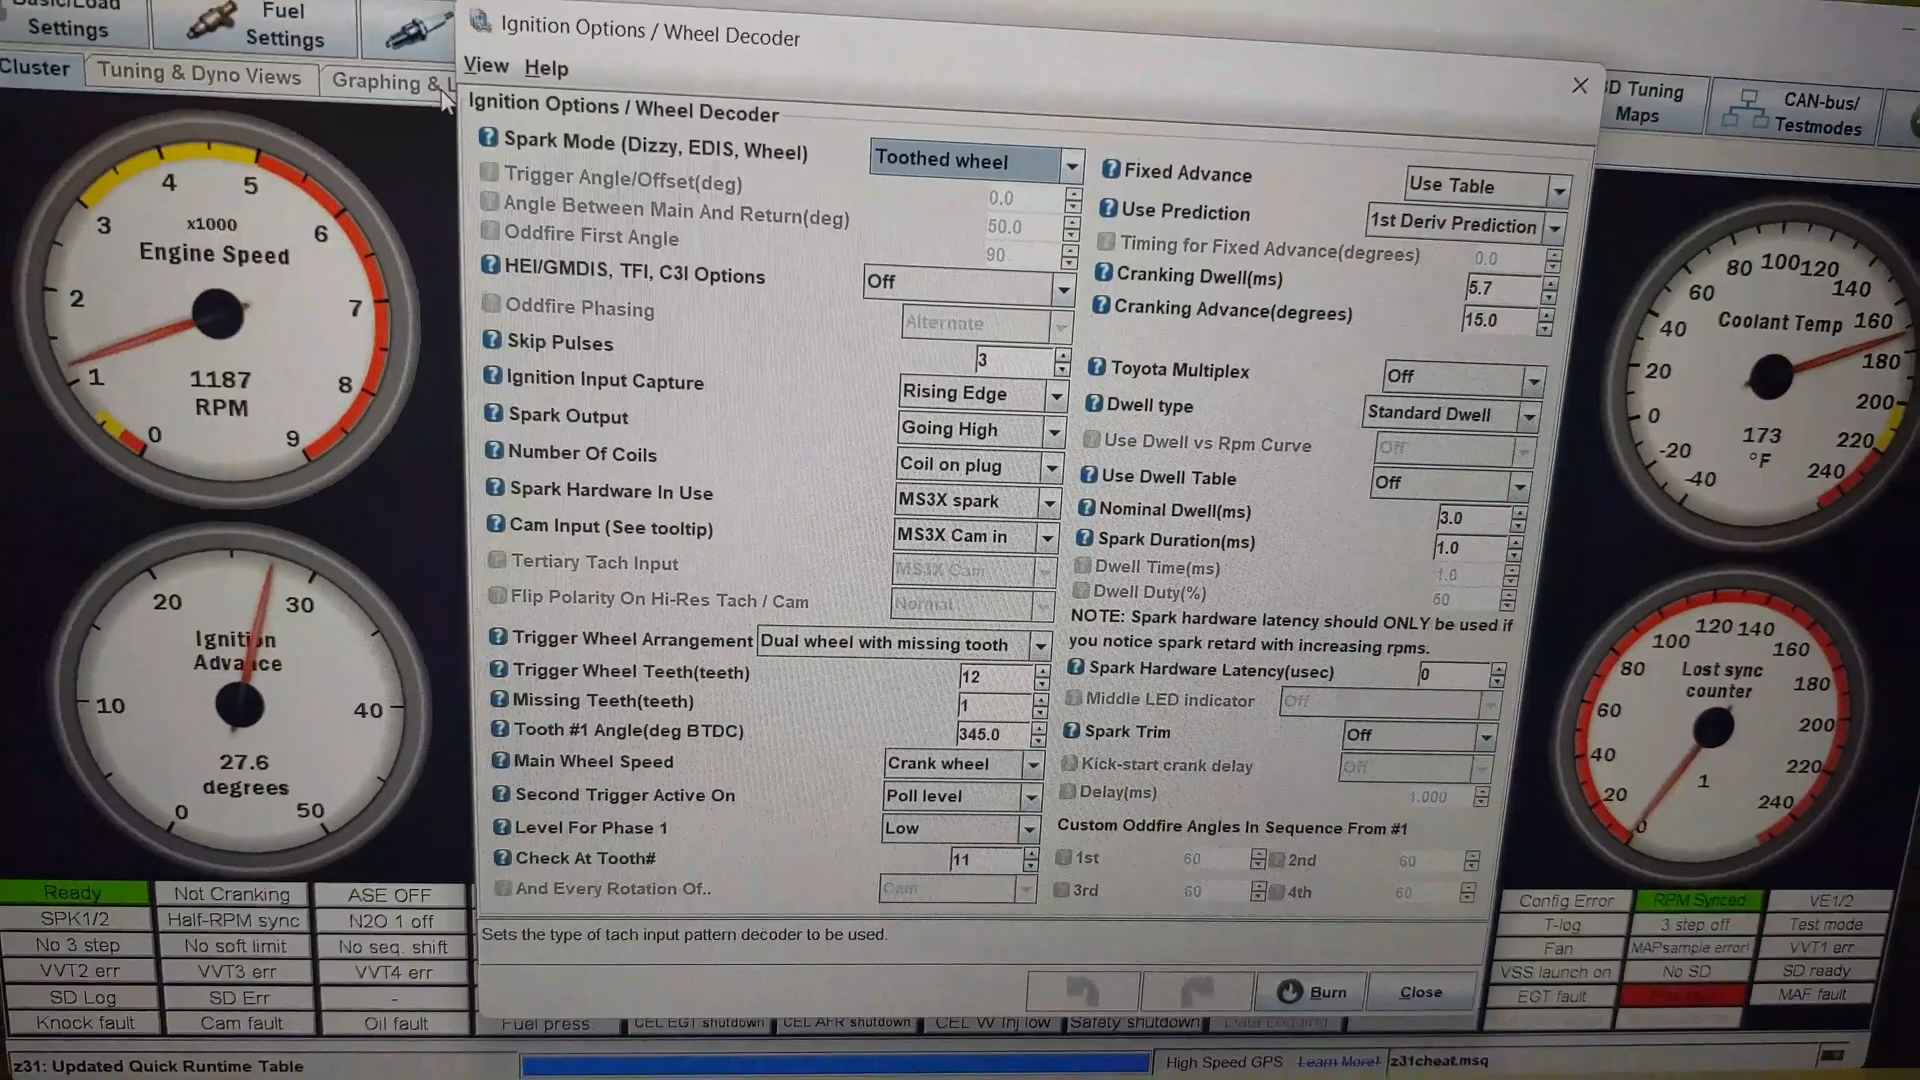 Settings
Fuel
Settings
Cluster
Tuning & Dyno Views
Graphing & L
Ignition Options / Wheel Decoder
View Help
Ignition Options / Wheel Decoder
Spark Mode (Dizzy, EDIS, Wheel) Toothed wheel
Trigger Angle/Offset(deg) 0.0
Angle Between Main And Return(deg) 50.0
Oddfire First Angle 90
HEI/GMDIS, TFI, C3I Options Off
Oddfire Phasing Alternate
Skip Pulses 3
Ignition Input Capture Rising Edge
Spark Output Going High
Number Of Coils Coil on plug
Spark Hardware In Use MS3X spark
Cam Input (See tooltip) MS3X Cam in
Tertiary Tach Input MS3X Cam
Flip Polarity On Hi-Res Tach / Cam Normal
Trigger Wheel Arrangement Dual wheel with missing tooth
Trigger Wheel Teeth(teeth) 12
Missing Teeth(teeth) 1
Tooth #1 Angle(deg BTDC) 345.0
Main Wheel Speed Crank wheel
Second Trigger Active On Poll level
Level For Phase 1 Low
Check At Tooth# 11
And Every Rotation Of.. Cam
Fixed Advance Use Table
Use Prediction 1st Deriv Prediction
Timing for Fixed Advance(degrees) 0.0
Cranking Dwell(ms) 5.7
Cranking Advance(degrees) 15.0
Toyota Multiplex Off
Dwell type Standard Dwell
Use Dwell vs Rpm Curve Off
Use Dwell Table Off
Nominal Dwell(ms) 3.0
Spark Duration(ms) 1.0
Dwell Time(ms) 1.0
Dwell Duty(%) 50
NOTE: Spark hardware latency should ONLY be used if
you notice spark retard with increasing rpms.
Spark Hardware Latency(usec) 0
Middle LED indicator Off
Spark Trim Off
Kick-start crank delay Off
Delay(ms) 1.000
Custom Oddfire Angles In Sequence From #1
1st 60 2nd 60
3rd 60 4th 60
Sets the type of tach input pattern decoder to be used.
Burn
Close
3D Tuning
Maps
CAN-bus/
Testmodes
0 1 2 3 4 5 6 7 8 9
x1000
Engine Speed
1187
RPM
0 10 20 30 40 50
Ignition
Advance
27.6
degrees
-40 -20 0 20 40 60 80 100 120 140 160 180 200 220 240
Coolant Temp
173
°F
0 20 40 60 80 100 120 140 160 180 200 220 240
Lost sync
counter
1
Ready Not Cranking ASE OFF
SPK1/2 Half-RPM sync N2O 1 off
No 3 step No soft limit No seq. shift
VVT2 err VVT3 err VVT4 err
SD Log SD Err -
Knock fault Cam fault Oil fault Fuel press. CEL EGT shutdown CEL AFR shutdown CEL W Inj low Safety shutdown Data Logging
Config Error RPM Synced VE1/2
T-log 3 step off Test mode
Fan MAPsample error! VVT1 err
VSS launch on No SD SD ready
EGT fault MAF fault
z31: Updated Quick Runtime Table
High Speed GPS Learn More! z31cheat.msq